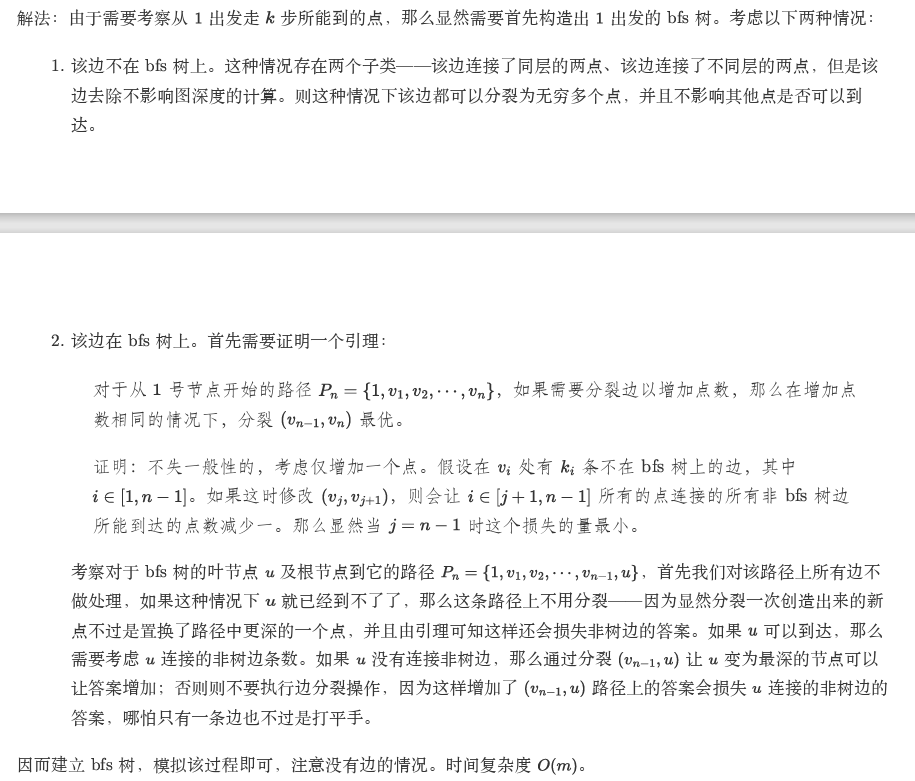 解法：由于需要考察从 1 出发走 k 步所能到的点，那么显然需要首先构造出 1 出发的 bfs 树。考虑以下两种情况：
1. 该边不在 bfs 树上。这种情况存在两个子类——该边连接了同层的两点、该边连接了不同层的两点，但是该
边去除不影响图深度的计算。则这种情况下该边都可以分裂为无穷多个点，并且不影响其他点是否可以到
达。
2. 该边在 bfs 树上。首先需要证明一个引理：
对于从 1 号节点开始的路径 Pₙ = {1, v₁, v₂, ⋯, vₙ}，如果需要分裂边以增加点数，那么在增加点
数相同的情况下，分裂 (vₙ₋₁, vₙ) 最优。
证明：不失一般性的，考虑仅增加一个点。假设在 vᵢ 处有 kᵢ 条不在 bfs 树上的边，其中
i ∈ [1, n − 1]。如果这时修改 (vⱼ, vⱼ₊₁)，则会让 i ∈ [j + 1, n − 1] 所有的点连接的所有非 bfs 树边
所能到达的点数减少一。那么显然当 j = n − 1 时这个损失的量最小。
考察对于 bfs 树的叶节点 u 及根节点到它的路径 Pₙ = {1, v₁, v₂, ⋯, vₙ₋₁, u}，首先我们对该路径上所有边不
做处理，如果这种情况下 u 就已经到不了了，那么这条路径上不用分裂——因为显然分裂一次创造出来的新
点不过是置换了路径中更深的一个点，并且由引理可知这样还会损失非树边的答案。如果 u 可以到达，那么
需要考虑 u 连接的非树边条数。如果 u 没有连接非树边，那么通过分裂 (vₙ₋₁, u) 让 u 变为最深的节点可以
让答案增加；否则则不要执行边分裂操作，因为这样增加了 (vₙ₋₁, u) 路径上的答案会损失 u 连接的非树边的
答案，哪怕只有一条边也不过是打平手。
因而建立 bfs 树，模拟该过程即可，注意没有边的情况。时间复杂度 O(m)。